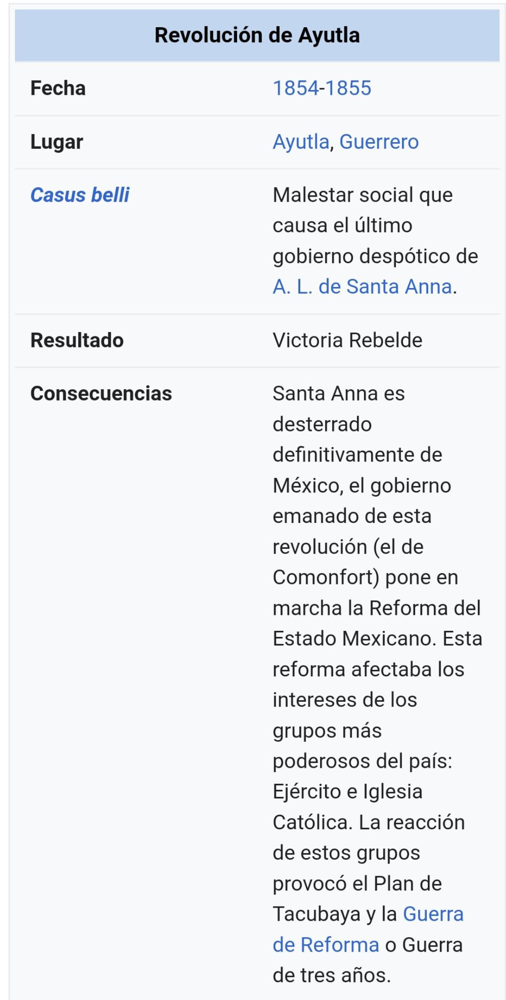 Revolución de Ayutla
Fecha
1854-1855
Lugar
Ayutla, Guerrero
Casus belli
Malestar social que
causa el último
gobierno despótico de
A. L. de Santa Anna.
Resultado
Victoria Rebelde
Consecuencias
Santa Anna es
desterrado
definitivamente de
México, el gobierno
emanado de esta
revolución (el de
Comonfort) pone en
marcha la Reforma del
Estado Mexicano. Esta
reforma afectaba los
intereses de los
grupos más
poderosos del país:
Ejército e Iglesia
Católica. La reacción
de estos grupos
provocó el Plan de
Tacubaya y la Guerra
de Reforma o Guerra
de tres años.